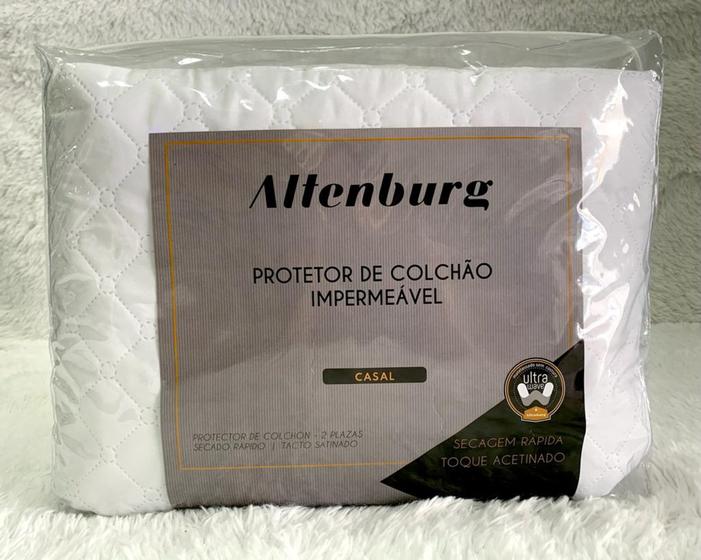 Altenburg
PROTETOR DE COLCHÃO
IMPERMEÁVEL
CASAL
ultra
wave
PROTECTOR DE COLCHON - 2 PLAZAS
SECADO RÁPIDO | TACTO SATINADO
SECAGEM RÁPIDA
TOQUE ACETINADO